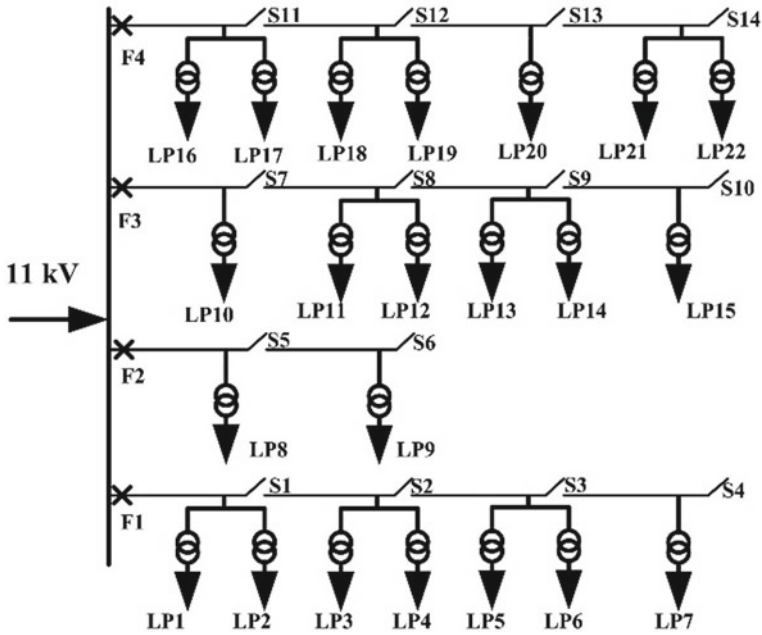 S11 S12 S13 S14
F4
LP16 LP17 LP18 LP19 LP20 LP21 LP22
S7 S8 S9 S10
F3
11 kV
LP10 LP11 LP12 LP13 LP14 LP15
S5 S6
F2
LP8 LP9
S1 S2 S3 S4
F1
LP1 LP2 LP3 LP4 LP5 LP6 LP7